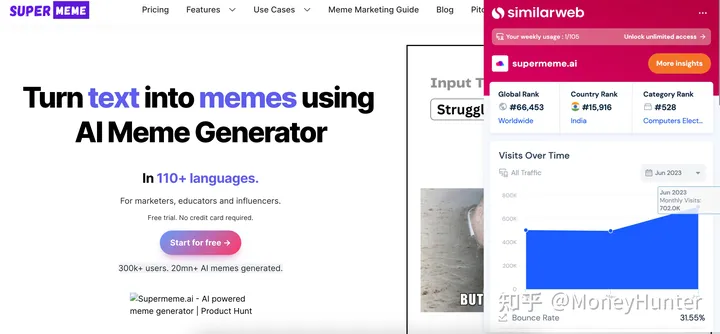 SUPER MEME
Pricing
Features
Use Cases
Meme Marketing Guide
Blog
Turn text into memes using
AI Meme Generator
In 110+ languages.
For marketers, educators and influencers.
Free trial. No credit card required.
Start for free →
300k+ users. 20mn+ AI memes generated.
Supermeme.ai - AI powered
meme generator | Product Hunt
Input T
Struggl
BUT
similarweb
Your weekly usage : 1/105
Unlock unlimited access →
supermeme.ai
More insights
Global Rank
Country Rank
Category Rank
#66,453
#15,916
#528
Worldwide
India
Computers Elect...
Visits Over Time
All Traffic
Jun 2023
Jun 2023
Monthly Visits:
702.0K
800K
600K
400K
200K
0
知乎 @MoneyHunter
Bounce Rate
31.55%